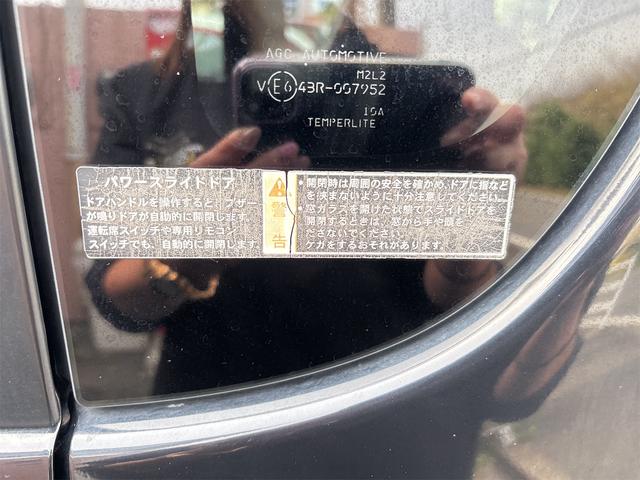 AGC AUTOMOTIVE
M2L2
V E6 43R-007952
10A
TEMPERLITE
パワースライドドア
ドアハンドルを操作すると、ブザー
が鳴りドアが自動的に開閉します。
運転席スイッチや専用リモコン
スイッチでも、自動的に開閉します。
警告
・開閉時は周囲の安全を確かめ、ドアに指など
を挟まないように十分注意してください。
・窓ガラスを開けた状態でスライドドアを
開閉するときは、窓から手や顔を
ださないでください。
ケガをするおそれがあります。